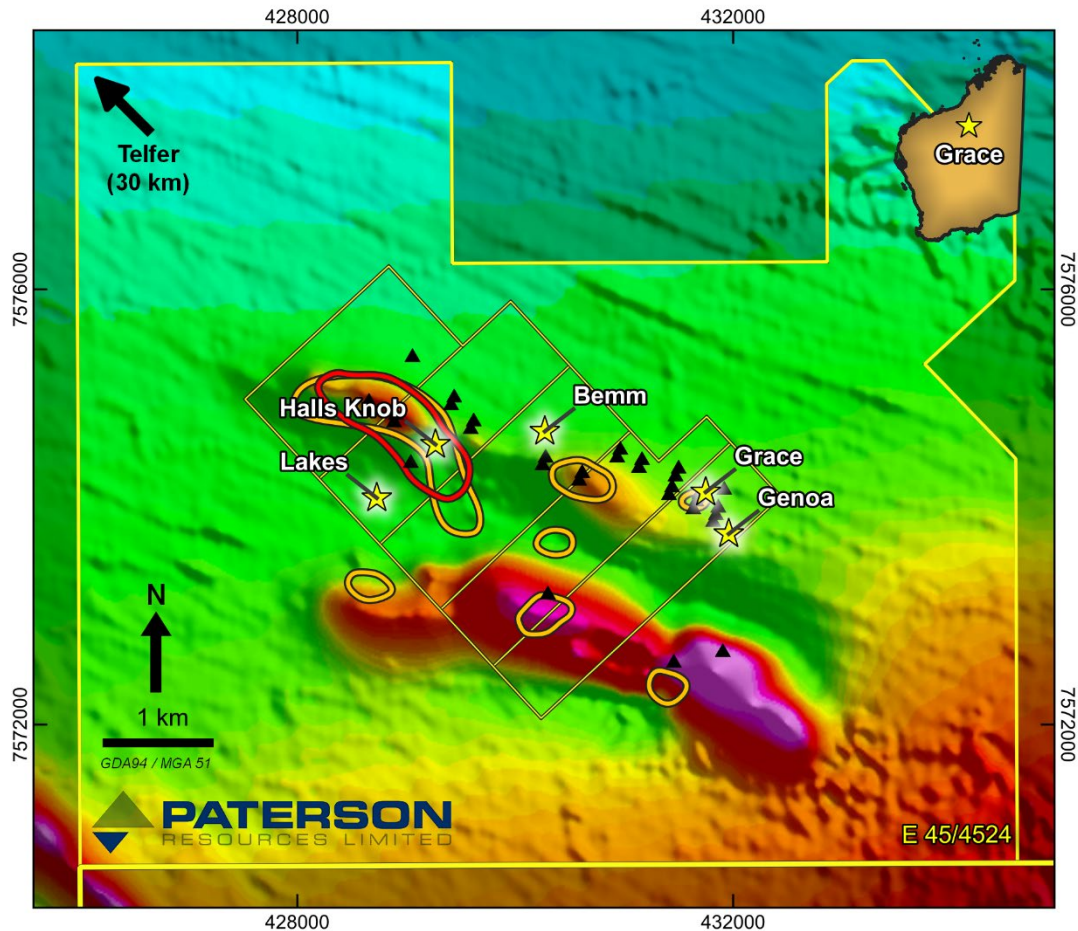 428000
432000
Telfer
(30 km)
Grace
7576000
7576000
Bemm
Halls Knob
Lakes
Grace
Genoa
N
1 km
GDA94 / MGA 51
7572000
7572000
PATERSON
RESOURCES LIMITED
E 45/4524
428000
432000